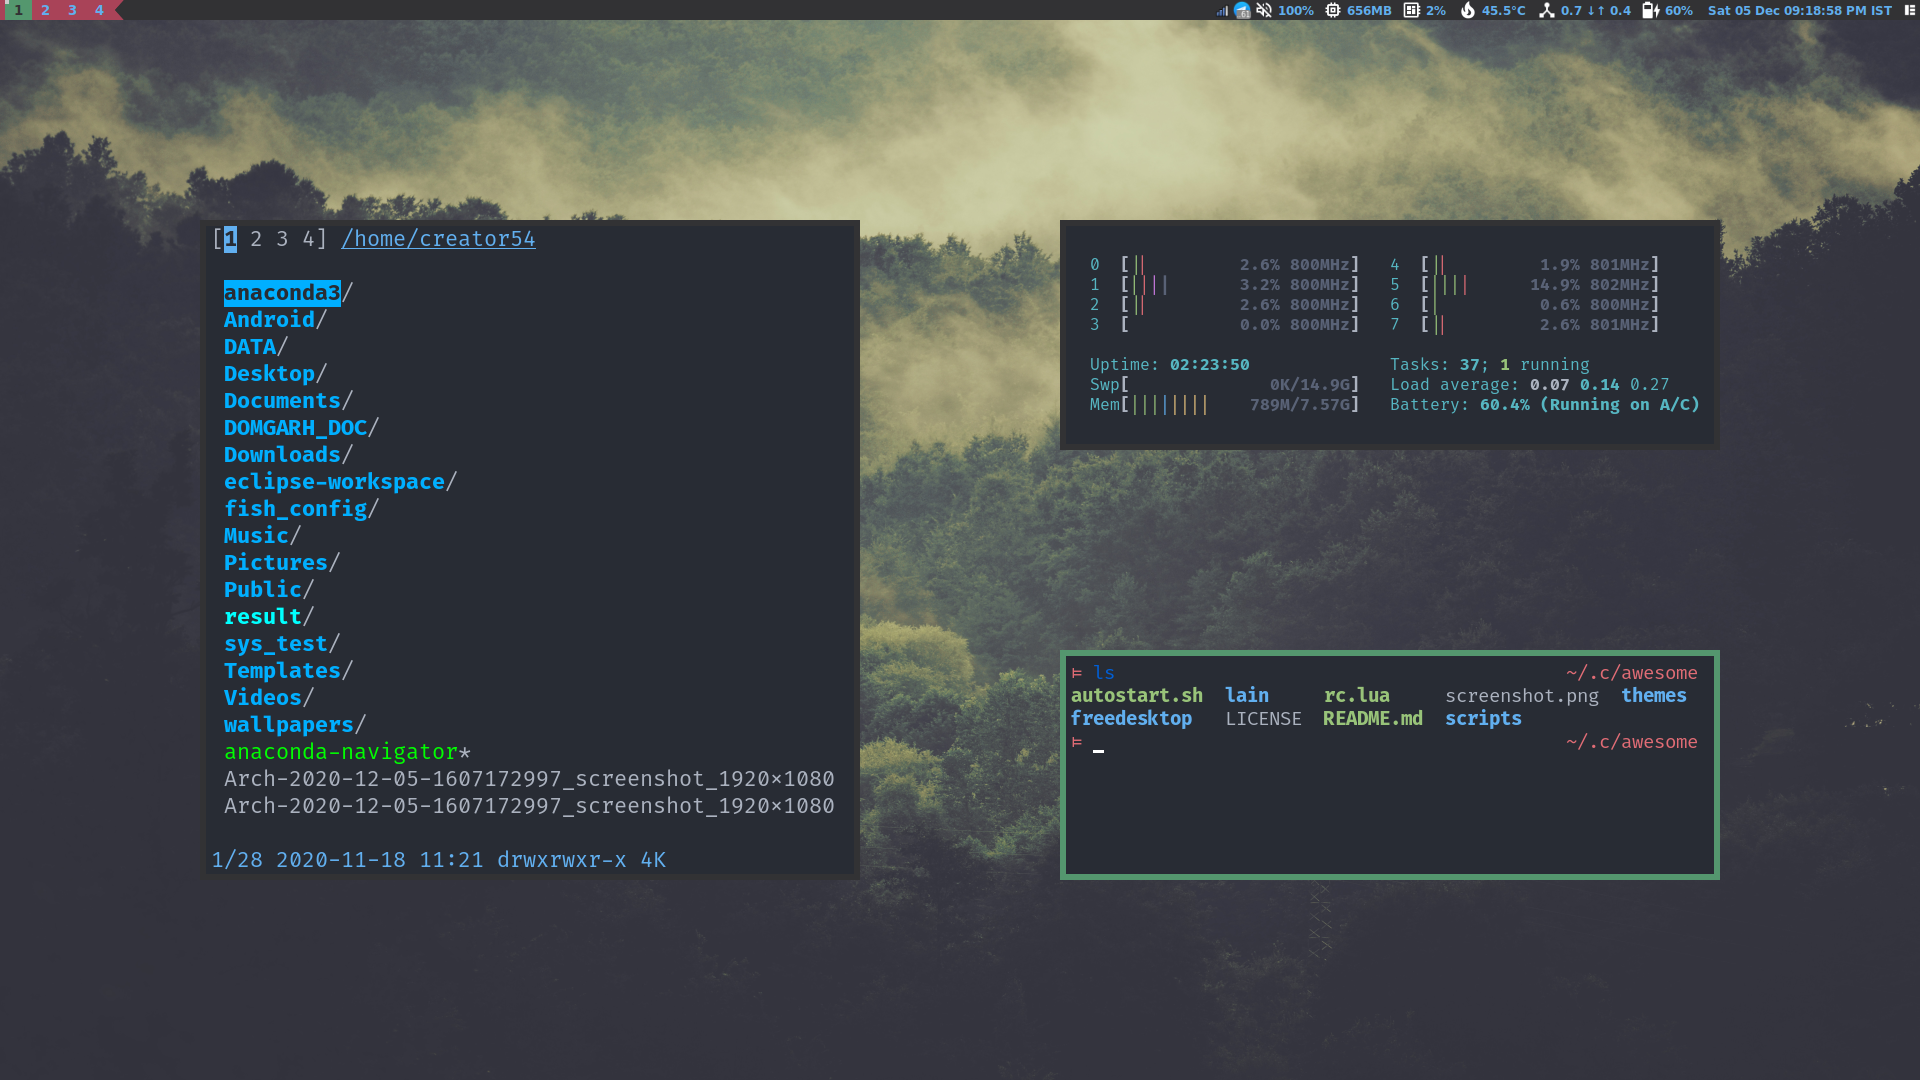 1 2 3 4
61 100% 656MB 2% 45.5°C 0.7 ↓↑ 0.4 60% Sat 05 Dec 09:18:58 PM IST
[1 2 3 4] /home/creator54
anaconda3/
Android/
DATA/
Desktop/
Documents/
DOMGARH_DOC/
Downloads/
eclipse-workspace/
fish_config/
Music/
Pictures/
Public/
result/
sys_test/
Templates/
Videos/
wallpapers/
anaconda-navigator*
Arch-2020-12-05-1607172997_screenshot_1920×1080
Arch-2020-12-05-1607172997_screenshot_1920×1080
1/28 2020-11-18 11:21 drwxrwxr-x 4K
0 [|| 2.6% 800MHz] 4 [|| 1.9% 801MHz]
1 [|||| 3.2% 800MHz] 5 [|||| 14.9% 802MHz]
2 [|| 2.6% 800MHz] 6 [| 0.6% 800MHz]
3 [ 0.0% 800MHz] 7 [|| 2.6% 801MHz]
Uptime: 02:23:50 Tasks: 37; 1 running
Swp[ 0K/14.9G] Load average: 0.07 0.14 0.27
Mem[|||||||| 789M/7.57G] Battery: 60.4% (Running on A/C)
⊨ ls ~/.c/awesome
autostart.sh lain rc.lua screenshot.png themes
freedesktop LICENSE README.md scripts
⊨ _ ~/.c/awesome